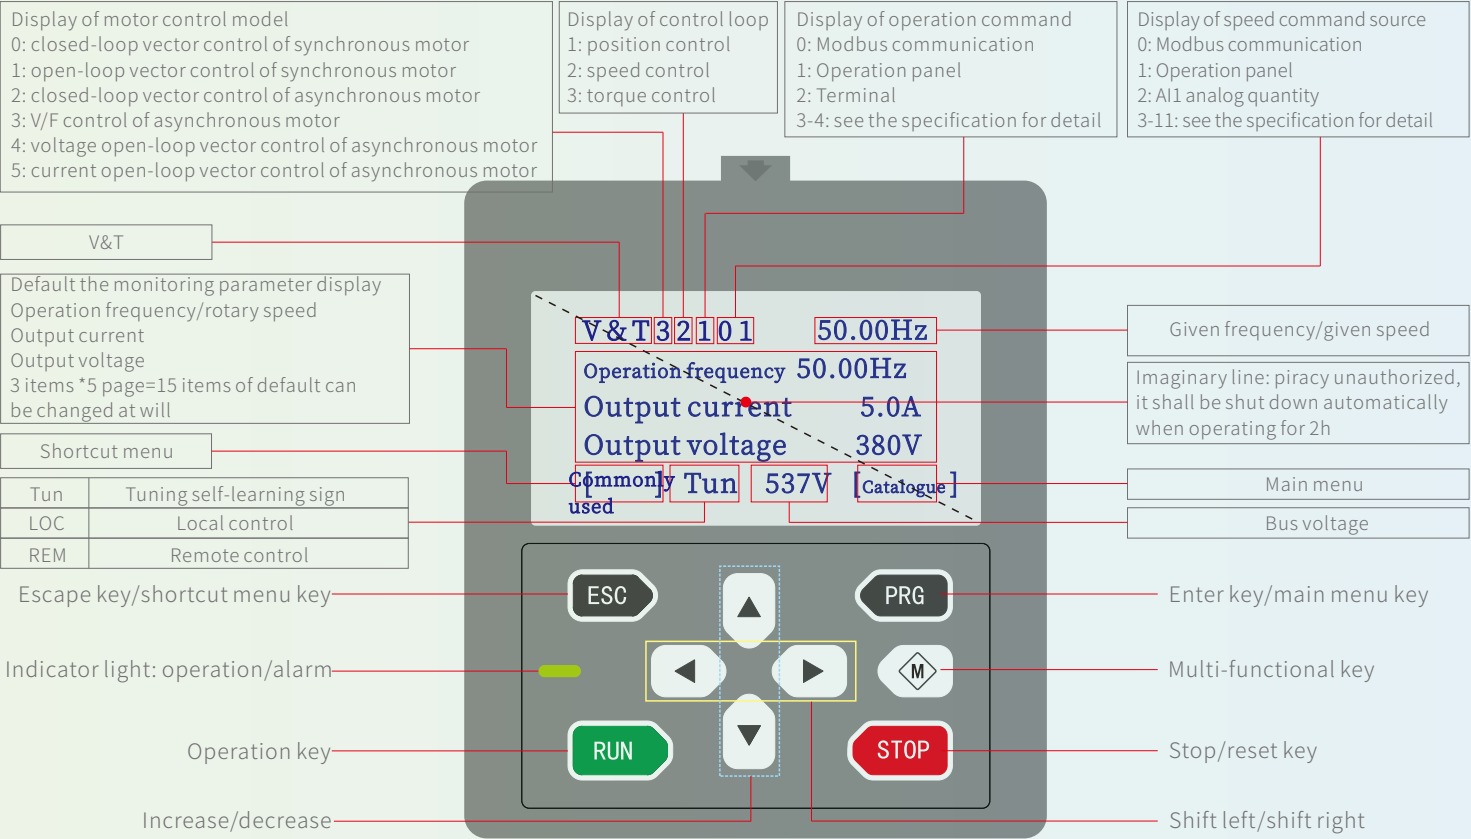 Display of motor control model
0: closed-loop vector control of synchronous motor
1: open-loop vector control of synchronous motor
2: closed-loop vector control of asynchronous motor
3: V/F control of asynchronous motor
4: voltage open-loop vector control of asynchronous motor
5: current open-loop vector control of asynchronous motor
Display of control loop
1: position control
2: speed control
3: torque control
Display of operation command
0: Modbus communication
1: Operation panel
2: Terminal
3-4: see the specification for detail
Display of speed command source
0: Modbus communication
1: Operation panel
2: AI1 analog quantity
3-11: see the specification for detail
V&T
Default the monitoring parameter display
Operation frequency/rotary speed
Output current
Output voltage
3 items *5 page=15 items of default can
be changed at will
Shortcut menu
Tun Tuning self-learning sign
LOC Local control
REM Remote control
Escape key/shortcut menu key
Indicator light: operation/alarm
Operation key
Increase/decrease
V&T32101 50.00Hz
Operation frequency 50.00Hz
Output current 5.0A
Output voltage 380V
[Commonly] Tun 537V [Catalogue]
used
ESC
PRG
M
RUN
STOP
Given frequency/given speed
Imaginary line: piracy unauthorized,
it shall be shut down automatically
when operating for 2h
Main menu
Bus voltage
Enter key/main menu key
Multi-functional key
Stop/reset key
Shift left/shift right